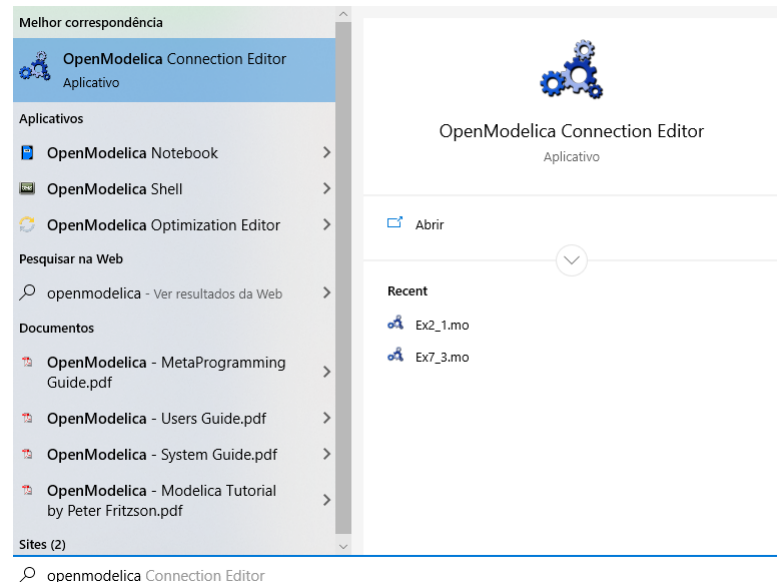 Melhor correspondência
OpenModelica Connection Editor
Aplicativo
Aplicativos
OpenModelica Notebook
OpenModelica Shell
OpenModelica Optimization Editor
Pesquisar na Web
openmodelica - Ver resultados da Web
Documentos
OpenModelica - MetaProgramming
Guide.pdf
OpenModelica - Users Guide.pdf
OpenModelica - System Guide.pdf
OpenModelica - Modelica Tutorial
by Peter Fritzson.pdf
Sites (2)
openmodelica Connection Editor
OpenModelica Connection Editor
Aplicativo
Abrir
Recent
Ex2_1.mo
Ex7_3.mo